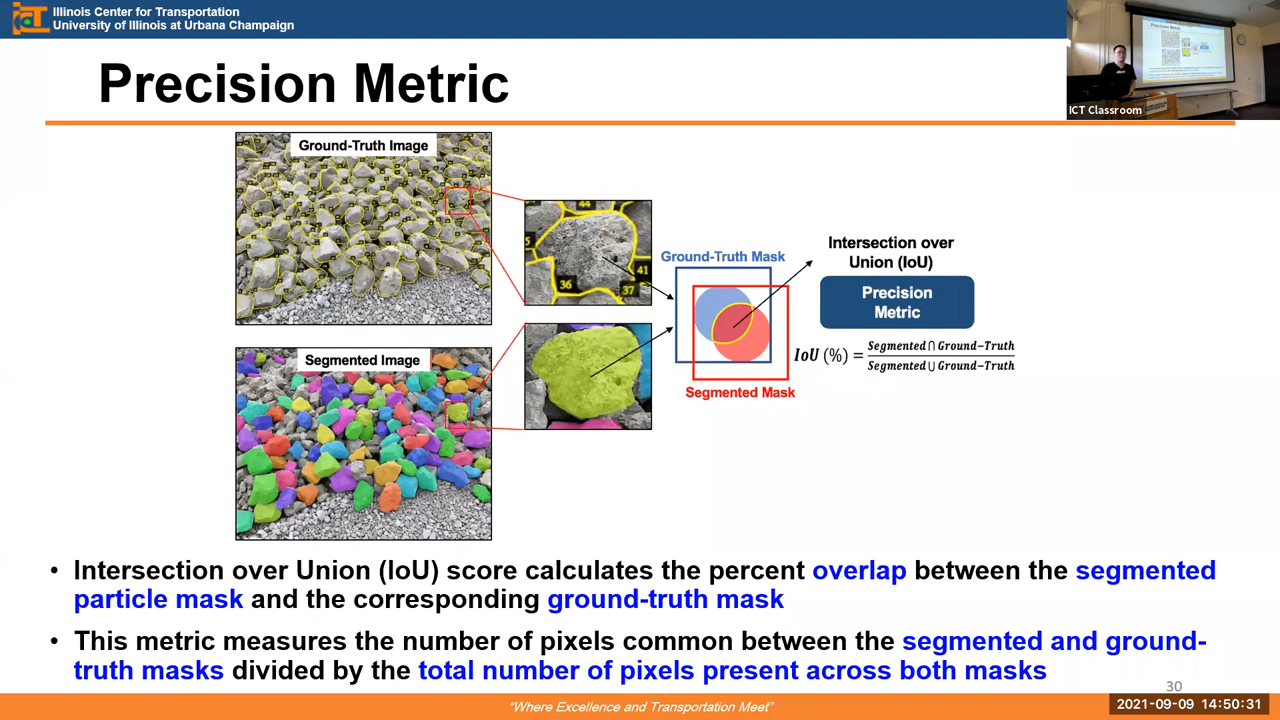 Illinois Center for Transportation
University of Illinois at Urbana Champaign
Precision Metric
Precision Metric
ICT Classroom
Ground-Truth Image
44
36
41
37
Ground-Truth Mask
Intersection over
Union (IoU)
Precision
Metric
IoU (%) = Segmented ⋂ Ground−Truth
Segmented ⋃ Ground−Truth
Segmented Image
Segmented Mask
• Intersection over Union (IoU) score calculates the percent overlap between the segmented
particle mask and the corresponding ground-truth mask
• This metric measures the number of pixels common between the segmented and ground-
truth masks divided by the total number of pixels present across both masks
30
“Where Excellence and Transportation Meet”
2021-09-09 14:50:31